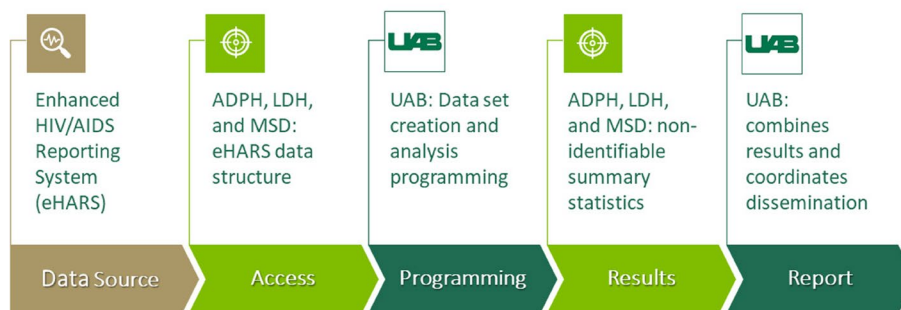 UAB
UAB
Enhanced
HIV/AIDS
Reporting
System
(eHARS)
ADPH, LDH,
and MSD:
eHARS data
structure
UAB: Data set
creation and
analysis
programming
ADPH, LDH,
and MSD: non-
identifiable
summary
statistics
UAB:
combines
results and
coordinates
dissemination
Data Source
Access
Programming
Results
Report